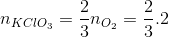 $n_{KClO_3} = \frac{2}{3} n_{O_2} = \frac{2}{3}.2$